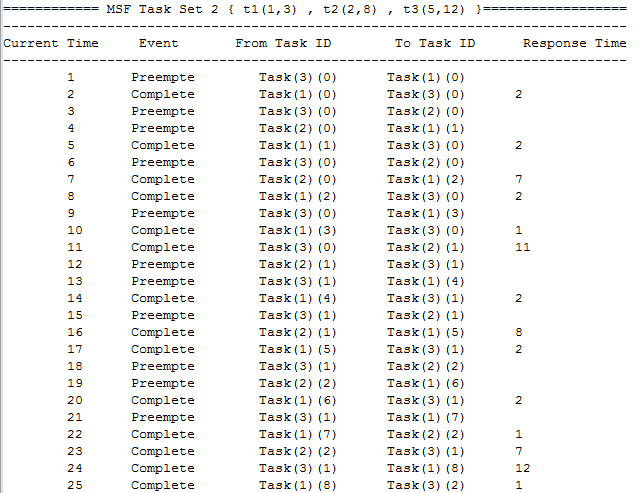 ============= MSF Task Set 2 { t1(1,3) , t2(2,8) , t3(5,12) }===================
--------------------------------------------------------------------------------
Current Time Event From Task ID To Task ID Response Time
--------------------------------------------------------------------------------
1 Preempte Task(3)(0) Task(1)(0)
2 Complete Task(1)(0) Task(3)(0) 2
3 Preempte Task(3)(0) Task(2)(0)
4 Preempte Task(2)(0) Task(1)(1)
5 Complete Task(1)(1) Task(3)(0) 2
6 Preempte Task(3)(0) Task(2)(0)
7 Complete Task(2)(0) Task(1)(2) 7
8 Complete Task(1)(2) Task(3)(0) 2
9 Preempte Task(3)(0) Task(1)(3)
10 Complete Task(1)(3) Task(3)(0) 1
11 Complete Task(3)(0) Task(2)(1) 11
12 Preempte Task(2)(1) Task(3)(1)
13 Preempte Task(3)(1) Task(1)(4)
14 Complete Task(1)(4) Task(3)(1) 2
15 Preempte Task(3)(1) Task(2)(1)
16 Complete Task(2)(1) Task(1)(5) 8
17 Complete Task(1)(5) Task(3)(1) 2
18 Preempte Task(3)(1) Task(2)(2)
19 Preempte Task(2)(2) Task(1)(6)
20 Complete Task(1)(6) Task(3)(1) 2
21 Preempte Task(3)(1) Task(1)(7)
22 Complete Task(1)(7) Task(2)(2) 1
23 Complete Task(2)(2) Task(3)(1) 7
24 Complete Task(3)(1) Task(1)(8) 12
25 Complete Task(1)(8) Task(3)(2) 1